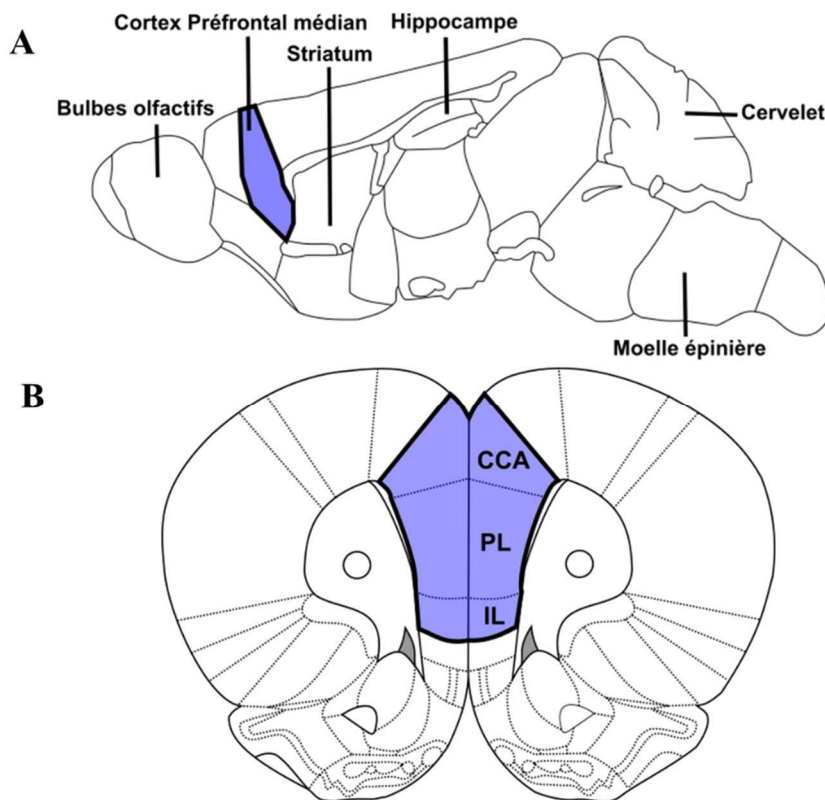 A
Cortex Préfrontal médian
Hippocampe
Striatum
Bulbes olfactifs
Cervelet
Moelle épinière
B
CCA
PL
IL